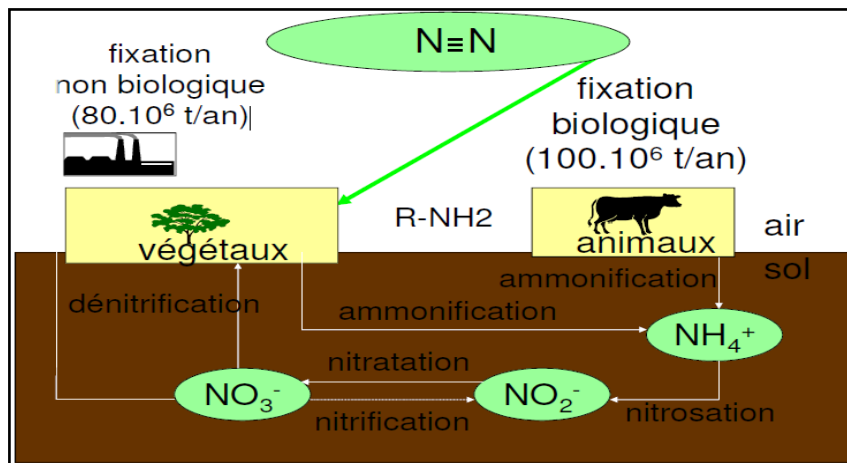 N≡N
fixation
non biologique
(80.10⁶ t/an)
fixation
biologique
(100.10⁶ t/an)
végétaux
R-NH2
animaux
air
sol
dénitrification
ammonification
ammonification
NH₄⁺
nitratation
NO₃⁻
NO₂⁻
nitrification
nitrosation